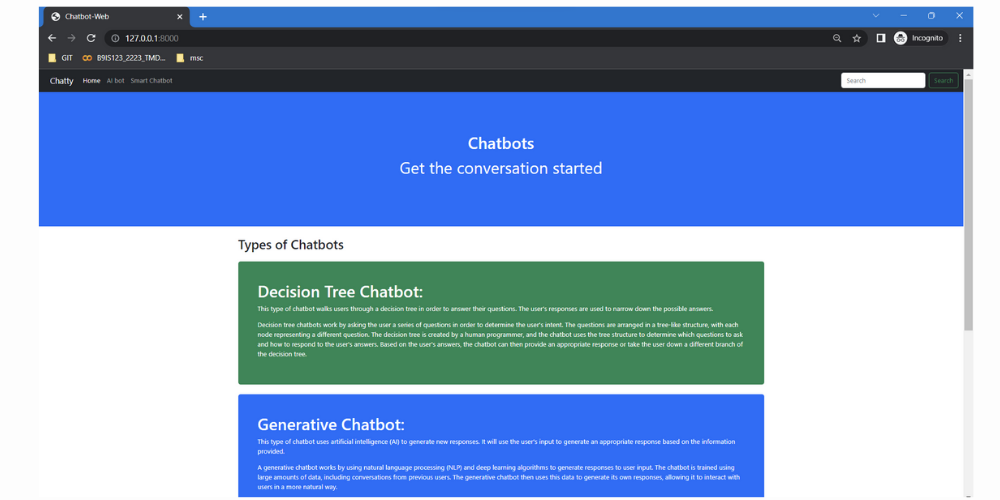 Chatbot-Web
127.0.0.1:8000
Incognito
GIT B9IS123_2223_TMD... msc
Chatty Home AI bot Smart Chatbot Search Search
Chatbots
Get the conversation started
Types of Chatbots
Decision Tree Chatbot:
This type of chatbot walks users through a decision tree in order to answer their questions. The user's responses are used to narrow down the possible answers.
Decision tree chatbots work by asking the user a series of questions in order to determine the user's intent. The questions are arranged in a tree-like structure, with each
node representing a different question. The decision tree is created by a human programmer, and the chatbot uses the tree structure to determine which questions to ask
and how to respond to the user's answers. Based on the user's answers, the chatbot can then provide an appropriate response or take the user down a different branch of
the decision tree.
Generative Chatbot:
This type of chatbot uses artificial intelligence (AI) to generate new responses. It will use the user's input to generate an appropriate response based on the information
provided.
A generative chatbot works by using natural language processing (NLP) and deep learning algorithms to generate responses to user input. The chatbot is trained using
large amounts of data, including conversations from previous users. The generative chatbot then uses this data to generate its own responses, allowing it to interact with
users in a more natural way.